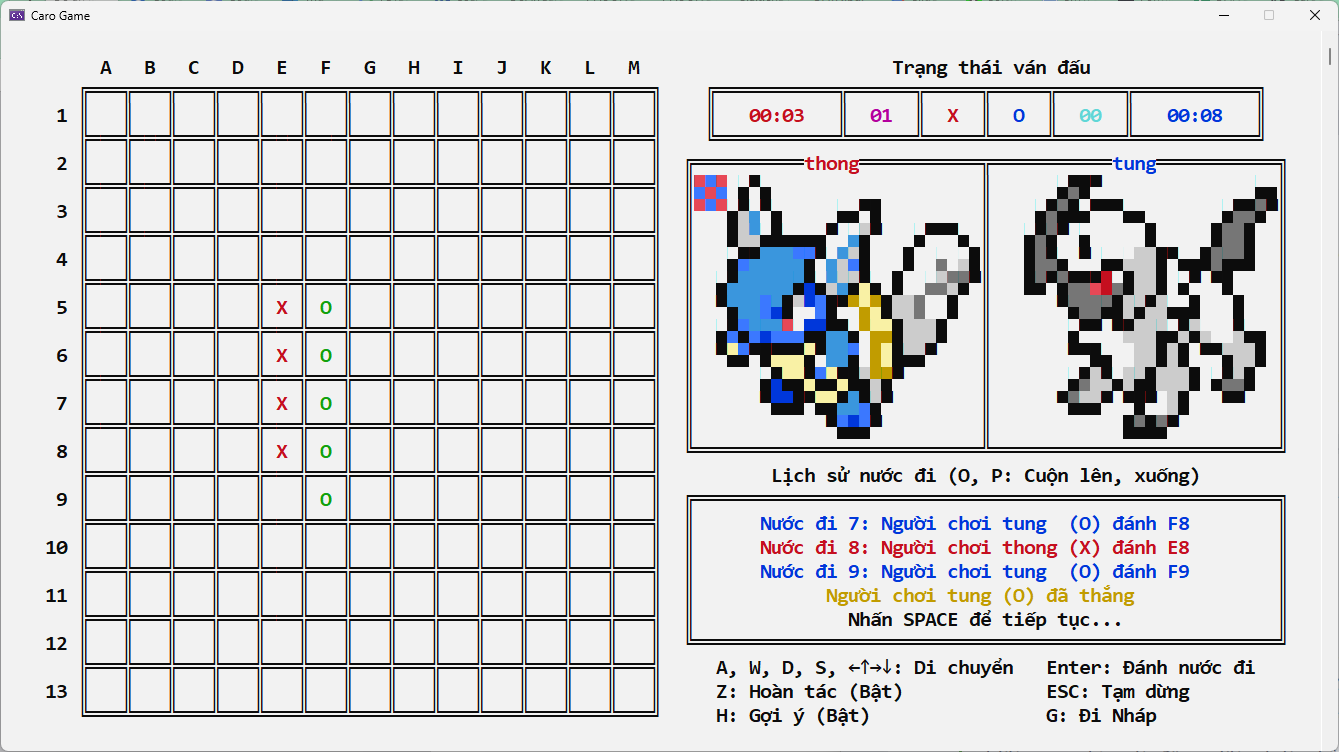 C:\ Caro Game
A B C D E F G H I J K L M
1
2
3
4
5 X O
6 X O
7 X O
8 X O
9 O
10
11
12
13
Trạng thái ván đấu
00:03 01 X O 00 00:08
thong tung
Lịch sử nước đi (O, P: Cuộn lên, xuống)
Nước đi 7: Người chơi tung (O) đánh F8
Nước đi 8: Người chơi thong (X) đánh E8
Nước đi 9: Người chơi tung (O) đánh F9
Người chơi tung (O) đã thắng
Nhấn SPACE để tiếp tục...
A, W, D, S, ←↑→↓: Di chuyển Enter: Đánh nước đi
Z: Hoàn tác (Bật) ESC: Tạm dừng
H: Gợi ý (Bật) G: Đi Nháp